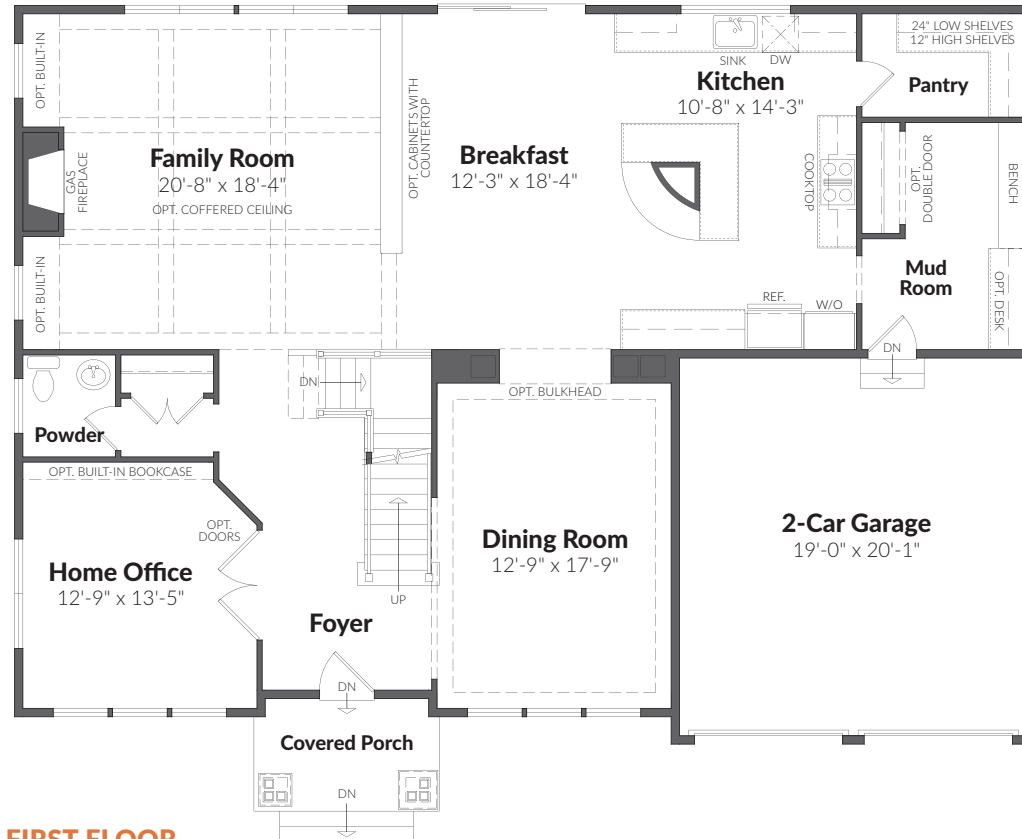 24" LOW SHELVES
12" HIGH SHELVES
OPT. BUILT-IN
SINK
DW
Kitchen
10'-8" x 14'-3"
Pantry
OPT. CABINETS WITH
COUNTERTOP
Family Room
20'-8" x 18'-4"
OPT. COFFERED CEILING
GAS
FIREPLACE
Breakfast
12'-3" x 18'-4"
COOKTOP
OPT.
DOUBLE DOOR
BENCH
OPT. BUILT-IN
Mud
Room
OPT. DESK
REF.
W/O
DN
DN
OPT. BULKHEAD
Powder
OPT. BUILT-IN BOOKCASE
OPT.
DOORS
Home Office
12'-9" x 13'-5"
Dining Room
12'-9" x 17'-9"
2-Car Garage
19'-0" x 20'-1"
UP
Foyer
DN
Covered Porch
DN
FIRST FLOOR